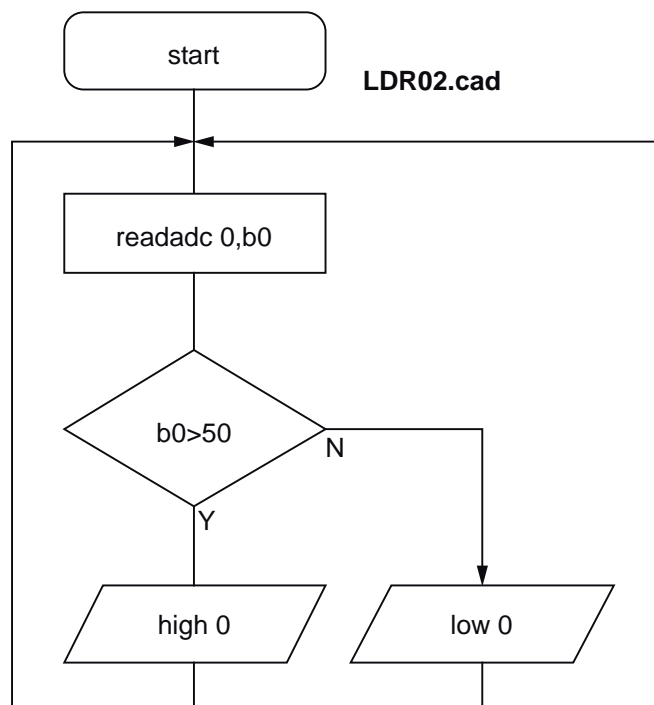 start
LDR02.cad
readadc 0,b0
b0>50
N
Y
high 0
low 0